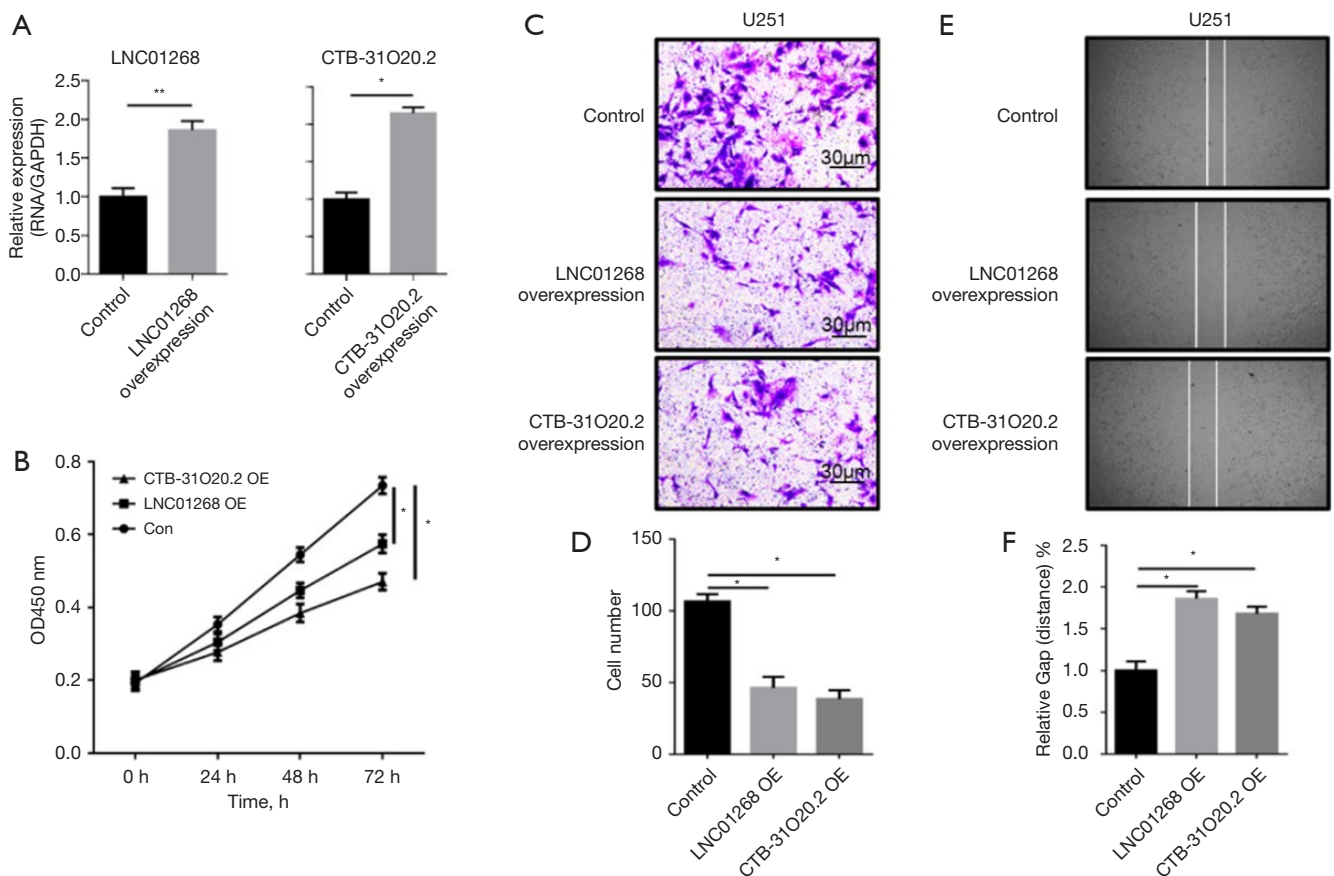 A
LNC01268
CTB-31O20.2
Relative expression
(RNA/GAPDH)
2.5
2.0
1.5
1.0
0.5
0.0
**
*
Control
LNC01268
overexpression
Control
CTB-31O20.2
overexpression
B
OD450 nm
0.8
0.6
0.4
0.2
0.0
CTB-31O20.2 OE
LNC01268 OE
Con
*
*
0 h
24 h
48 h
72 h
Time, h
C
U251
Control
30μm
LNC01268
overexpression
30μm
CTB-31O20.2
overexpression
30μm
D
Cell number
150
100
50
0
*
*
Control
LNC01268 OE
CTB-31O20.2 OE
E
U251
Control
LNC01268
overexpression
CTB-31O20.2
overexpression
F
Relative Gap (distance) %
2.5
2.0
1.5
1.0
0.5
0.0
*
*
Control
LNC01268 OE
CTB-31O20.2 OE